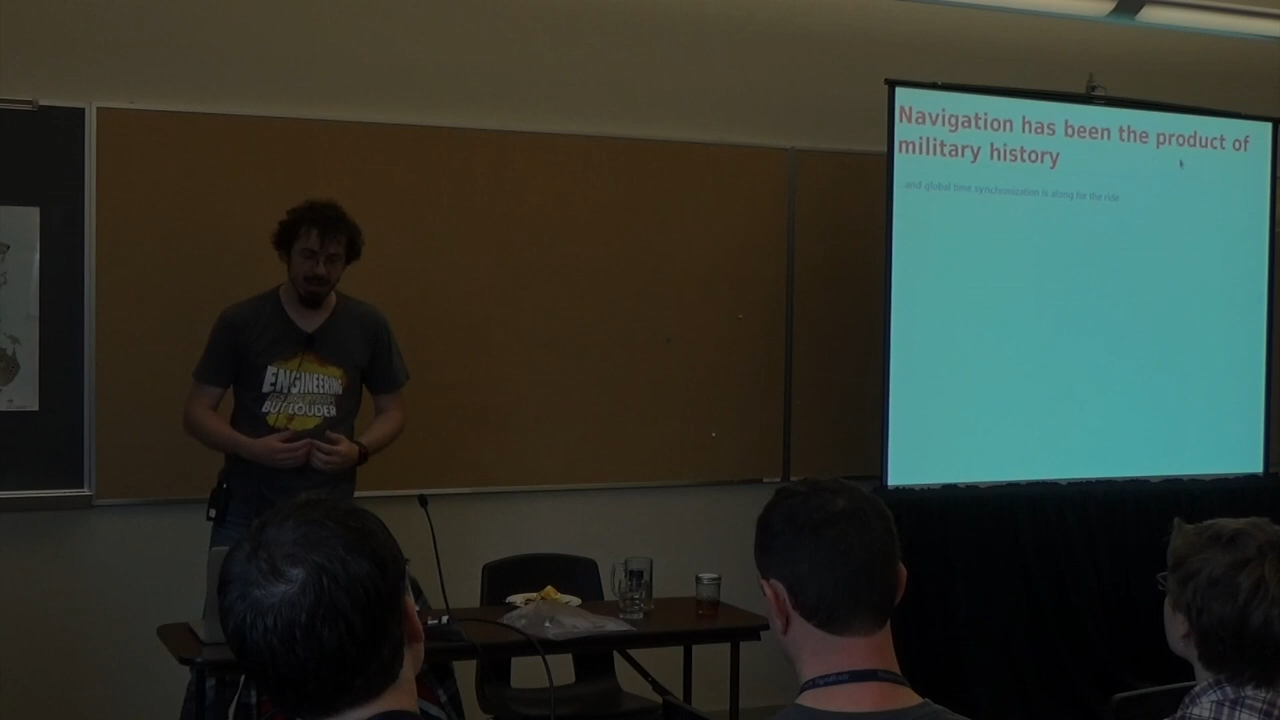 Navigation has been the product of
military history
...and global time synchronization is along for the ride
ENGINEERING
BUT LOUDER